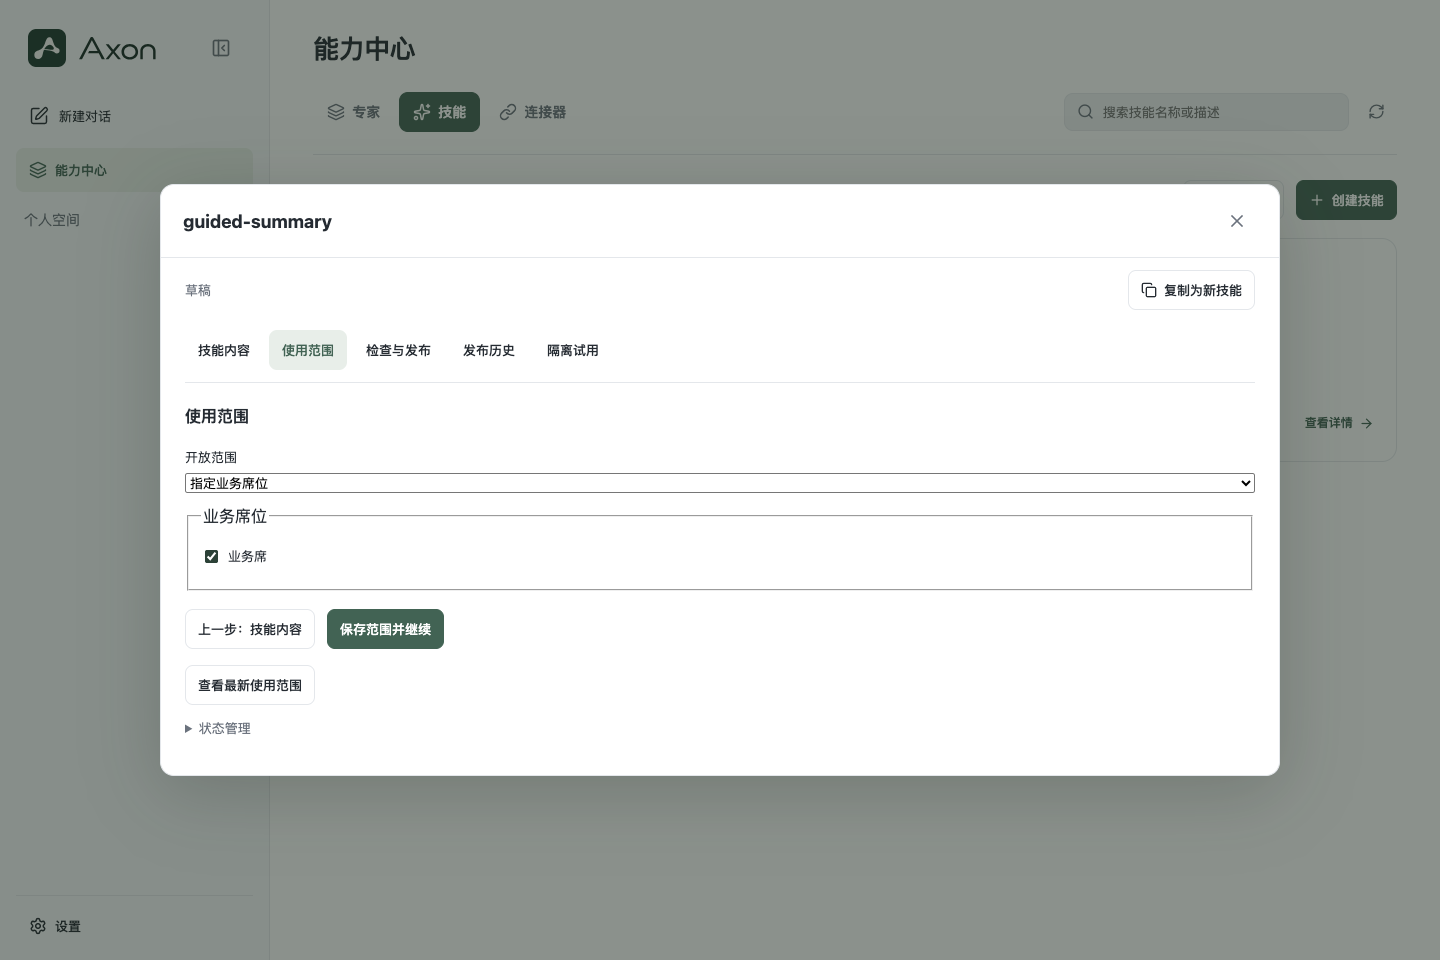 Axon
新建对话
能力中心
个人空间
设置
能力中心
专家
技能
连接器
搜索技能名称或描述
创建技能
查看详情
guided-summary
草稿
复制为新技能
技能内容
使用范围
检查与发布
发布历史
隔离试用
使用范围
开放范围
指定业务席位
业务席位
业务席
上一步：技能内容
保存范围并继续
查看最新使用范围
状态管理